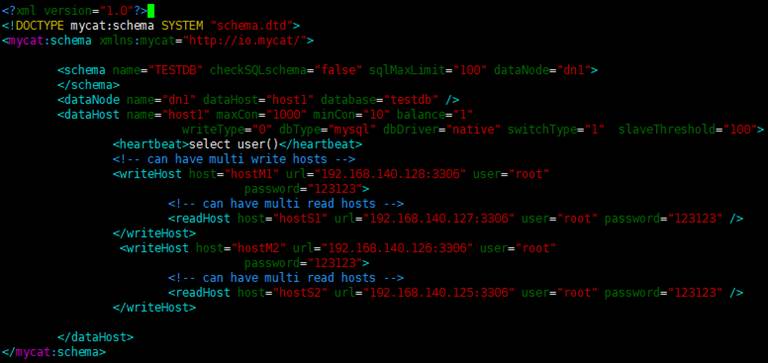 <?xml version="1.0"?>
<!DOCTYPE mycat:schema SYSTEM "schema.dtd">
<mycat:schema xmlns:mycat="http://io.mycat/">
<schema name="TESTDB" checkSQLschema="false" sqlMaxLimit="100" dataNode="dn1">
</schema>
<dataNode name="dn1" dataHost="host1" database="testdb" />
<dataHost name="host1" maxCon="1000" minCon="10" balance="1"
writeType="0" dbType="mysql" dbDriver="native" switchType="1"  slaveThreshold="100">
<heartbeat>select user()</heartbeat>
<!-- can have multi write hosts -->
<writeHost host="hostM1" url="192.168.140.128:3306" user="root"
password="123123">
<!-- can have multi read hosts -->
<readHost host="hostS1" url="192.168.140.127:3306" user="root" password="123123" />
</writeHost>
<writeHost host="hostM2" url="192.168.140.126:3306" user="root"
password="123123">
<!-- can have multi read hosts -->
<readHost host="hostS2" url="192.168.140.125:3306" user="root" password="123123" />
</writeHost>
</dataHost>
</mycat:schema>